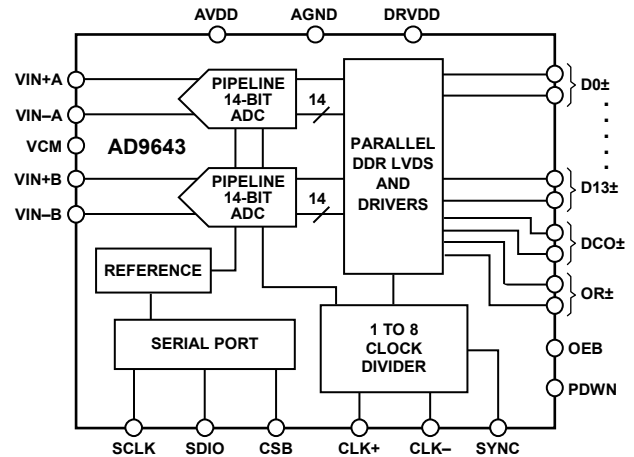 AVDD AGND DRVDD
VIN+A
VIN–A
VCM
VIN+B
VIN–B
AD9643
PIPELINE
14-BIT
ADC
14
PIPELINE
14-BIT
ADC
14
PARALLEL
DDR LVDS
AND
DRIVERS
D0±
D13±
DCO±
OR±
OEB
PDWN
REFERENCE
SERIAL PORT
1 TO 8
CLOCK
DIVIDER
SCLK SDIO CSB CLK+ CLK– SYNC